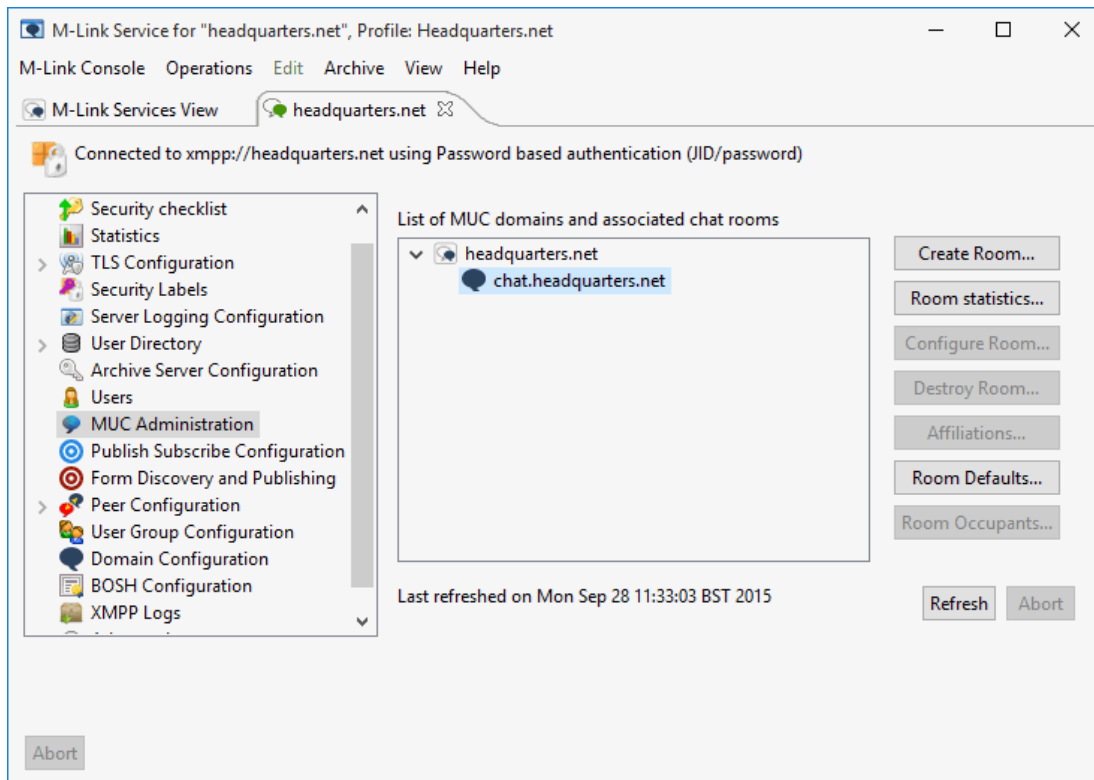 M-Link Service for "headquarters.net", Profile: Headquarters.net
M-Link Console Operations Edit Archive View Help
M-Link Services View headquarters.net
Connected to xmpp://headquarters.net using Password based authentication (JID/password)
Security checklist
Statistics
TLS Configuration
Security Labels
Server Logging Configuration
User Directory
Archive Server Configuration
Users
MUC Administration
Publish Subscribe Configuration
Form Discovery and Publishing
Peer Configuration
User Group Configuration
Domain Configuration
BOSH Configuration
XMPP Logs
List of MUC domains and associated chat rooms
headquarters.net
chat.headquarters.net
Create Room...
Room statistics...
Configure Room...
Destroy Room...
Affiliations...
Room Defaults...
Room Occupants...
Last refreshed on Mon Sep 28 11:33:03 BST 2015
Refresh Abort
Abort